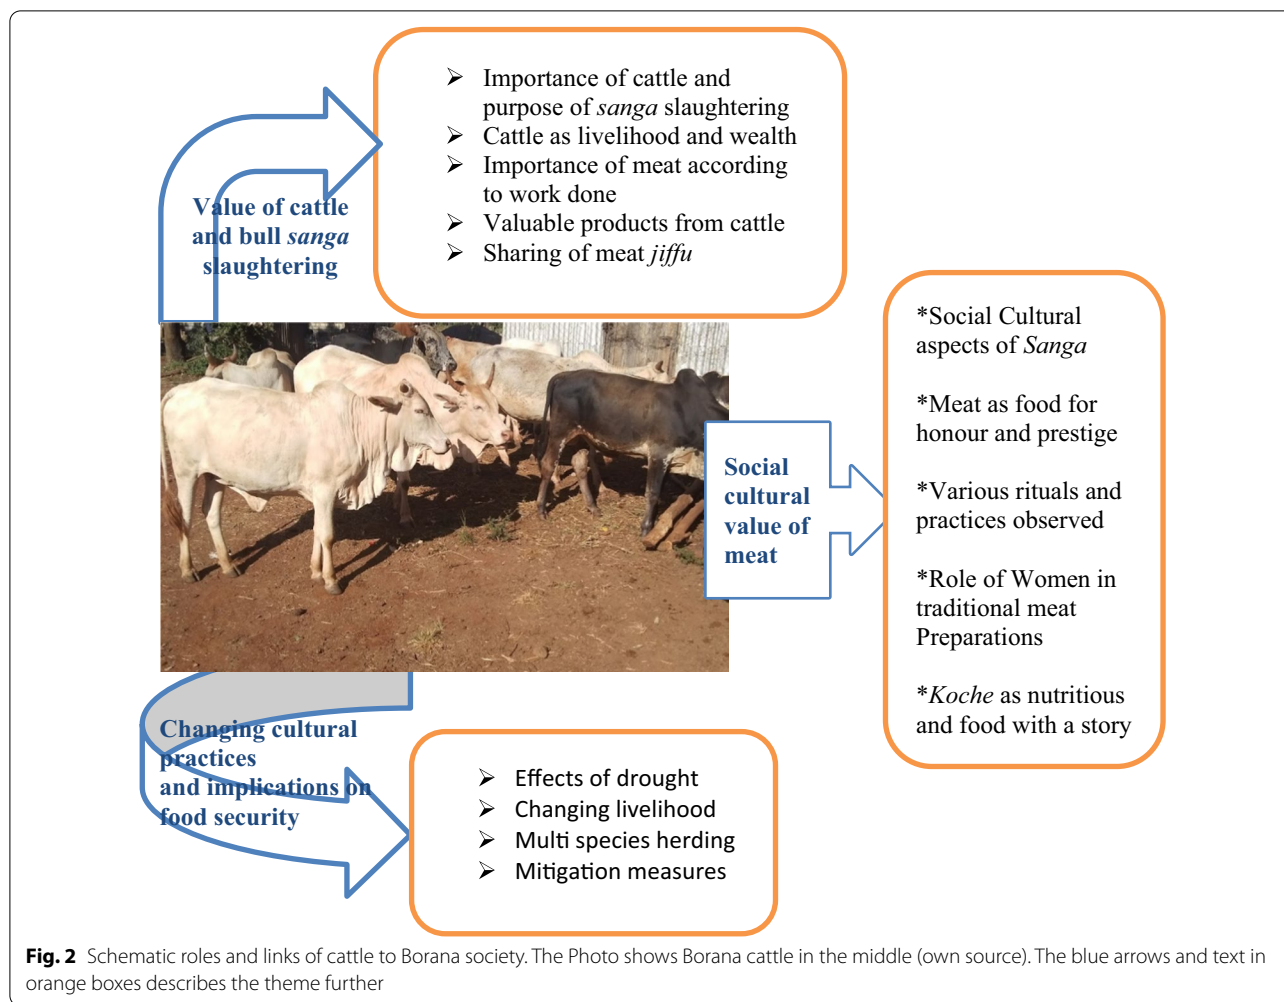 ➢ Importance of cattle and
purpose of sanga slaughtering
➢ Cattle as livelihood and wealth
➢ Importance of meat according
to work done
➢ Valuable products from cattle
➢ Sharing of meat jiffu
Value of cattle
and bull sanga
slaughtering
*Social Cultural
aspects of Sanga
*Meat as food for
honour and prestige
*Various rituals and
practices observed
*Role of Women in
traditional meat
Preparations
*Koche as nutritious
and food with a story
Social
cultural
value of
meat
Changing cultural
practices
and implications on
food security
➢ Effects of drought
➢ Changing livelihood
➢ Multi species herding
➢ Mitigation measures
Fig. 2 Schematic roles and links of cattle to Borana society. The Photo shows Borana cattle in the middle (own source). The blue arrows and text in
orange boxes describes the theme further